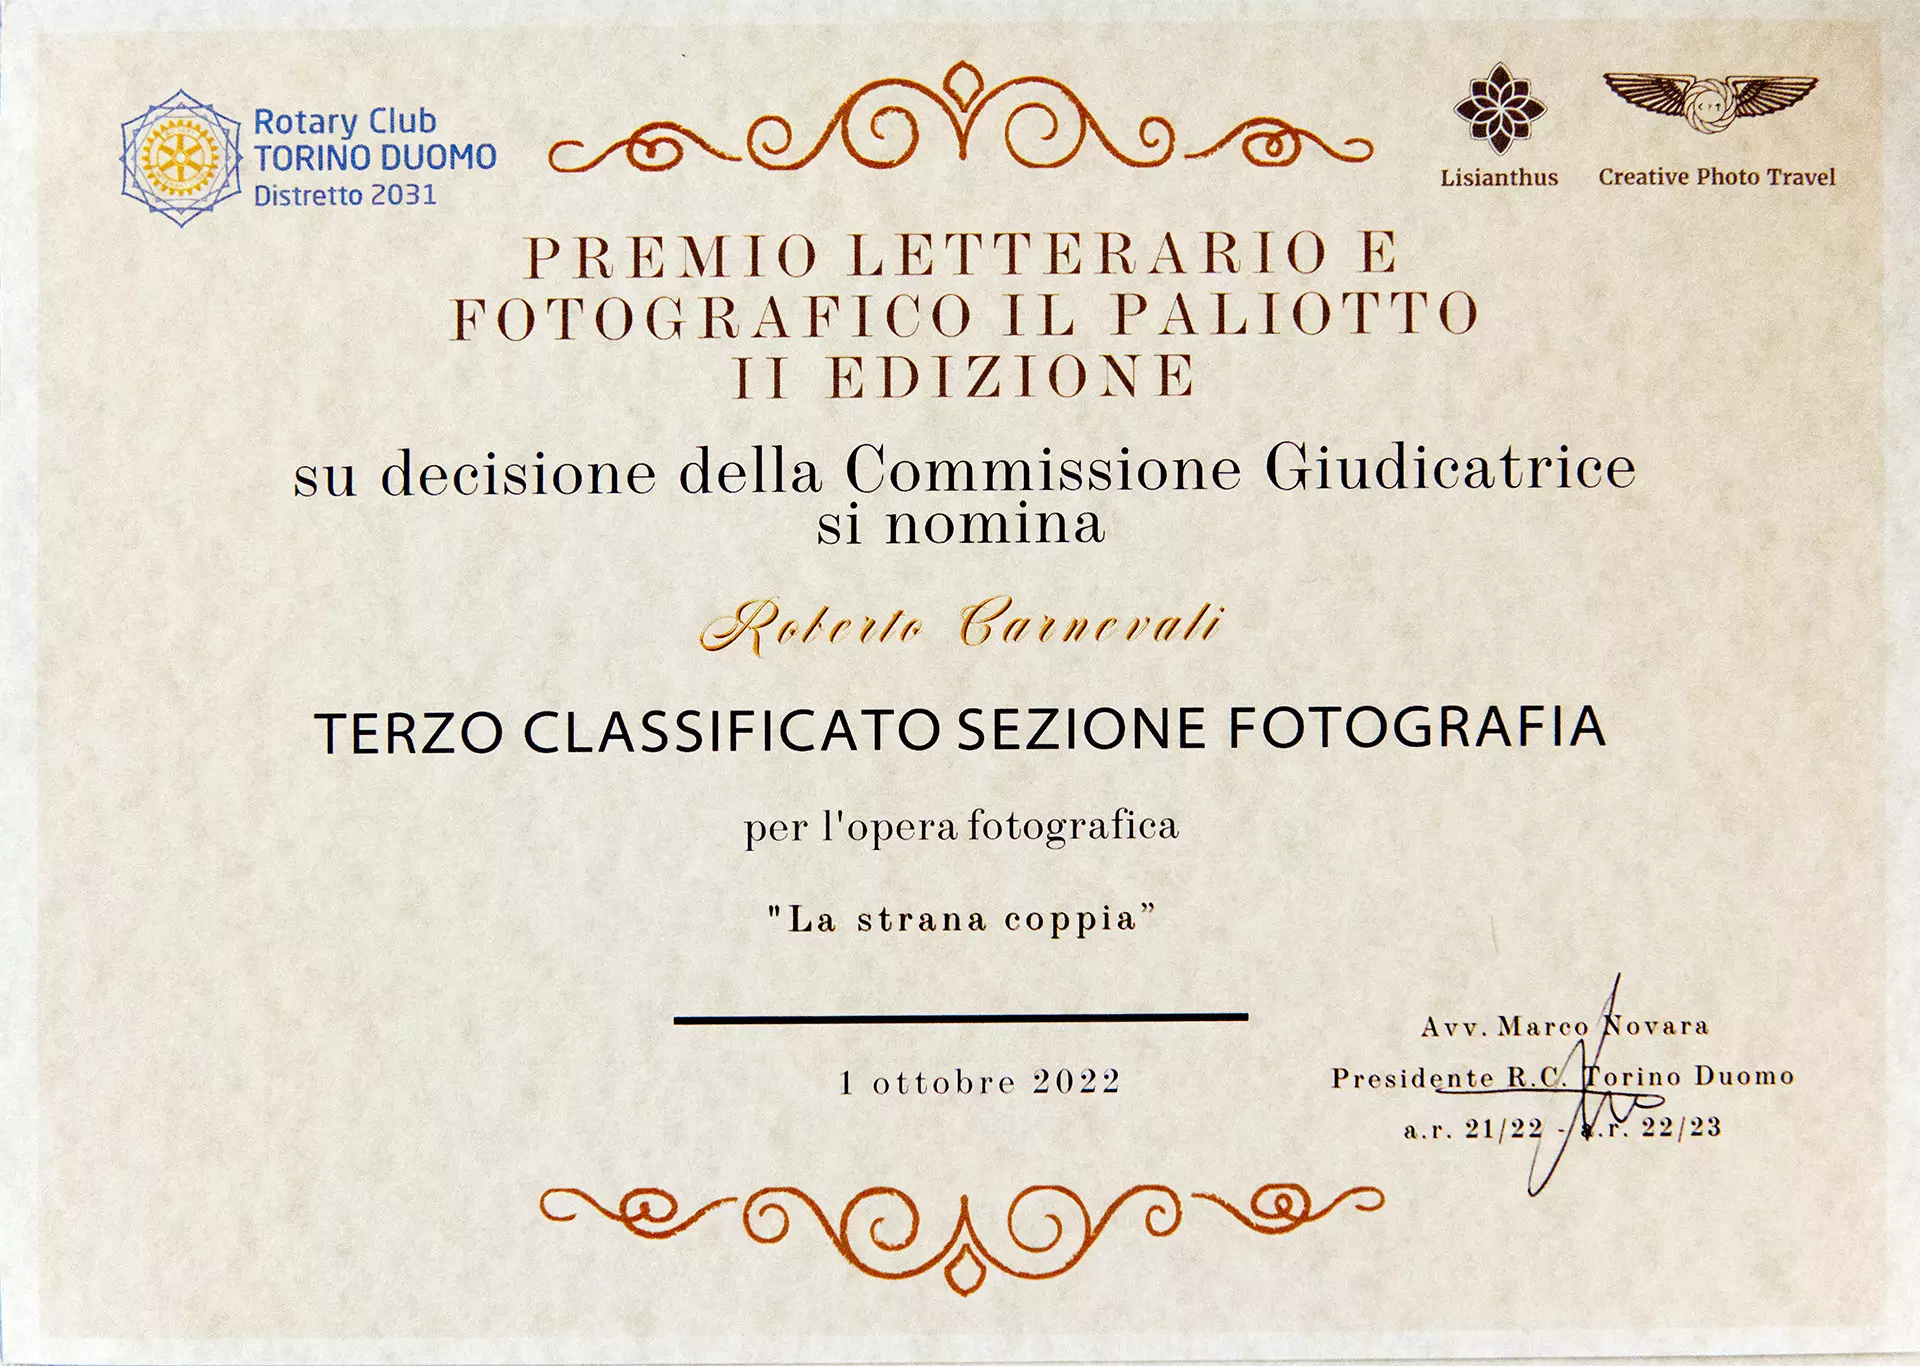 Rotary Club
TORINO DUOMO
Distretto 2031
Lisianthus
CPT
Creative Photo Travel
PREMIO LETTERARIO E
FOTOGRAFICO IL PALIOTTO
II EDIZIONE
su decisione della Commissione Giudicatrice
si nomina
Roberto Carnevali
TERZO CLASSIFICATO SEZIONE FOTOGRAFIA
per l'opera fotografica
"La strana coppia”
1 ottobre 2022
Avv. Marco Novara
Presidente R.C. Torino Duomo
a.r. 21/22 - a.r. 22/23